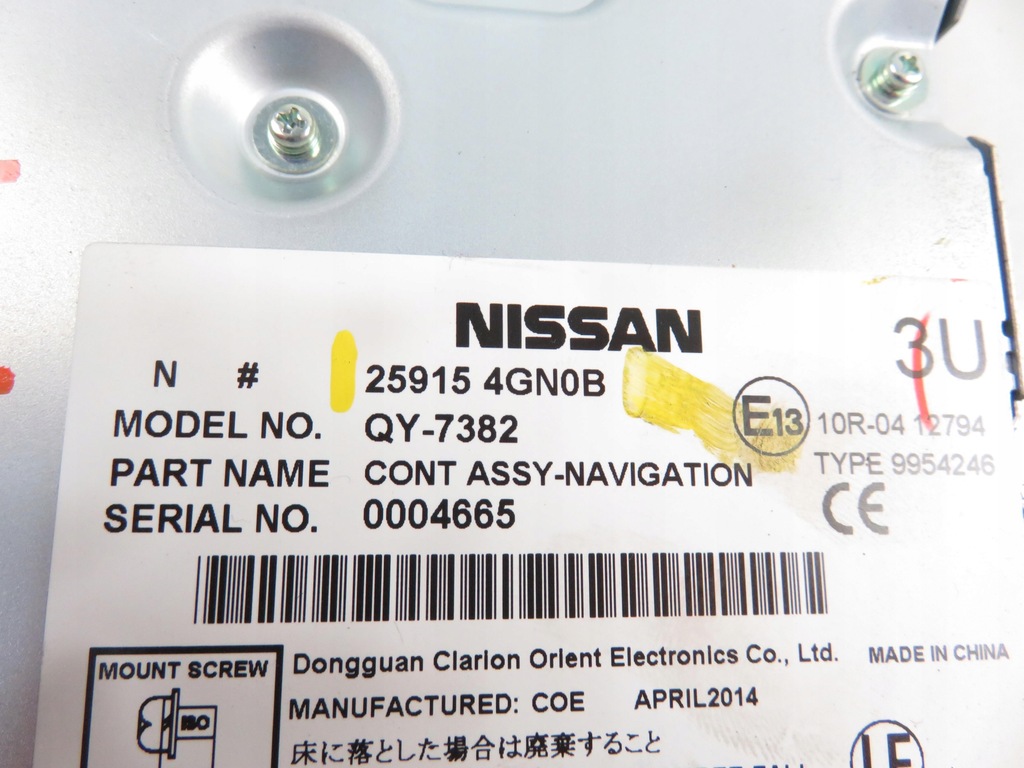 NISSAN
3U
N # 25915 4GN0B
MODEL NO. QY-7382
E13 10R-04 12794
PART NAME CONT ASSY-NAVIGATION
TYPE 9954246
SERIAL NO. 0004665
CE
MOUNT SCREW
ISO
Dongguan Clarion Orient Electronics Co., Ltd. MADE IN CHINA
MANUFACTURED: COE APRIL2014
床に落とした場合は廃棄すること
LF